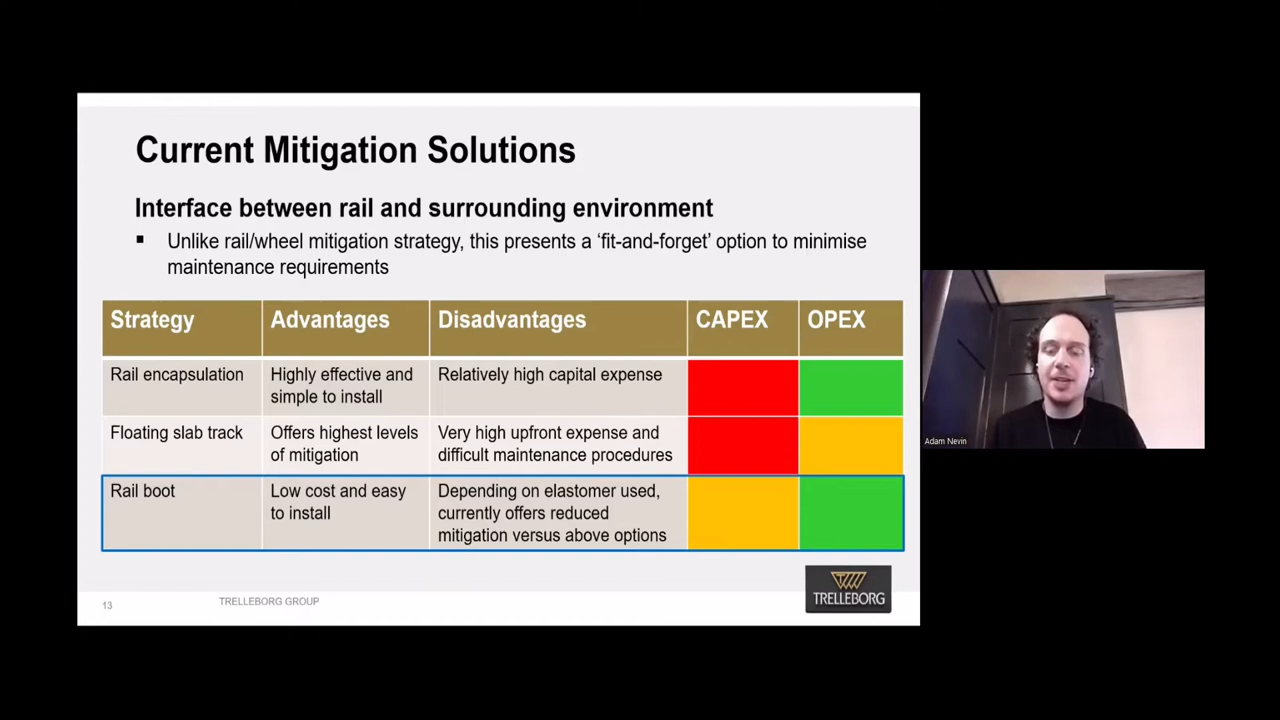 Current Mitigation Solutions
Interface between rail and surrounding environment
▪ Unlike rail/wheel mitigation strategy, this presents a ‘fit-and-forget’ option to minimise
maintenance requirements
Strategy Advantages Disadvantages CAPEX OPEX
Rail encapsulation Highly effective and Relatively high capital expense
simple to install
Floating slab track Offers highest levels Very high upfront expense and
of mitigation difficult maintenance procedures
Rail boot Low cost and easy Depending on elastomer used,
to install currently offers reduced
mitigation versus above options
13 TRELLEBORG GROUP
TRELLEBORG
Adam Nevin